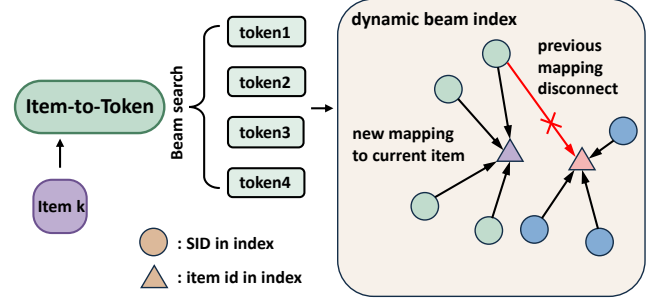 Item-to-Token
Item k
Beam search
token1
token2
token3
token4
: SID in index
: item id in index
dynamic beam index
previous
mapping
disconnect
new mapping
to current item